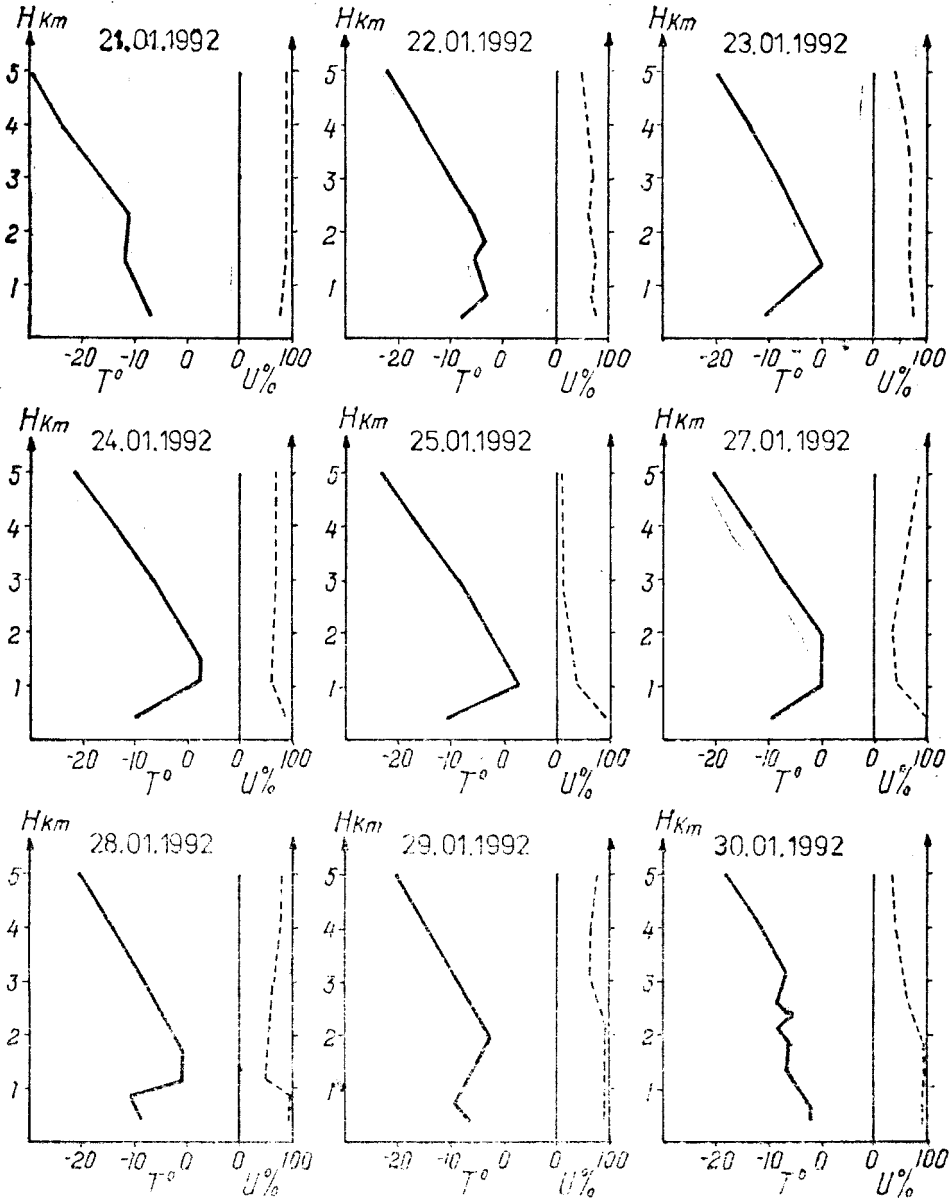 H Km 21.01.1992
5
4
3
2
1
-20 -10 0 0 100
T° U%
H Km 22.01.1992
5
4
3
2
1
-20 -10 0 0 100
T° U%
H Km 23.01.1992
5
4
3
2
1
-20 -10 0 0 100
T° U%
H Km 24.01.1992
5
4
3
2
1
-20 -10 0 0 100
T° U%
H Km 25.01.1992
5
4
3
2
1
-20 -10 0 0 100
T° U%
H Km 27.01.1992
5
4
3
2
1
-20 -10 0 0 100
T° U%
H Km 28.01.1992
5
4
3
2
1
-20 -10 0 0 100
T° U%
H Km 29.01.1992
5
4
3
2
1
-20 -10 0 0 100
T° U%
H Km 30.01.1992
5
4
3
2
1
-20 -10 0 0 100
T° U%